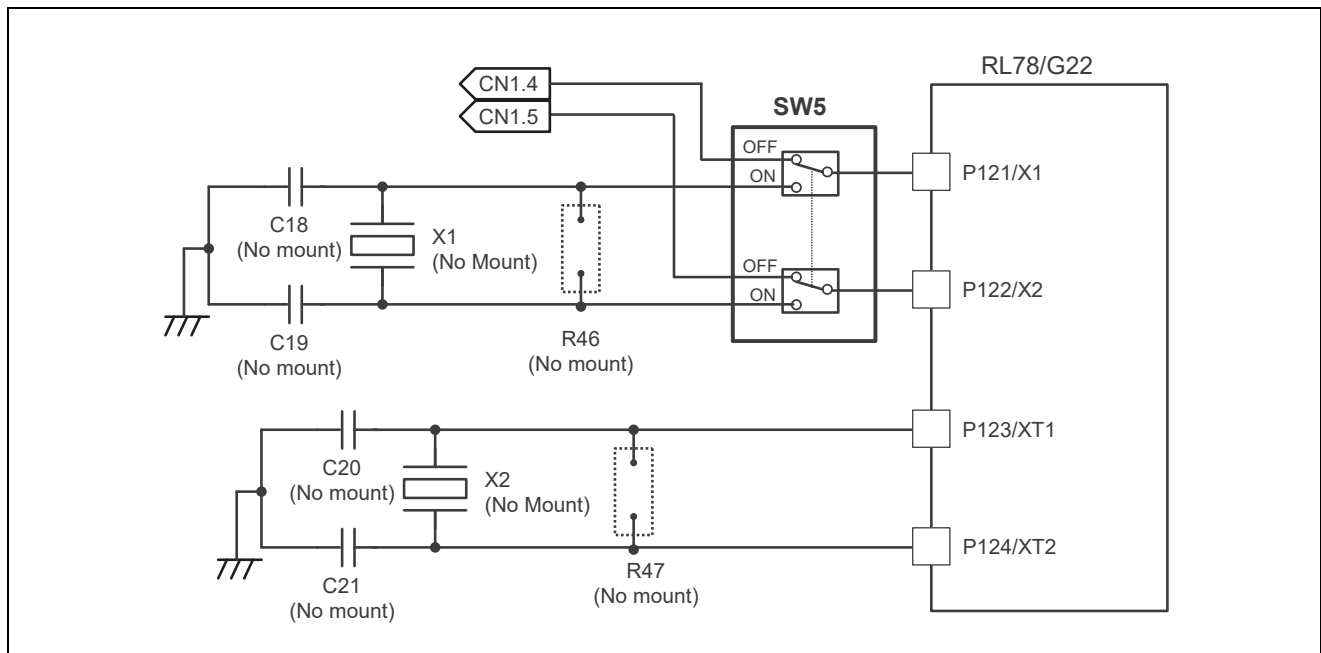 RL78/G22
CN1.4
CN1.5
SW5
OFF
ON
P121/X1
C18
(No mount)
X1
(No Mount)
OFF
ON
P122/X2
C19
(No mount)
R46
(No mount)
P123/XT1
C20
(No mount)
X2
(No Mount)
P124/XT2
C21
(No mount)
R47
(No mount)